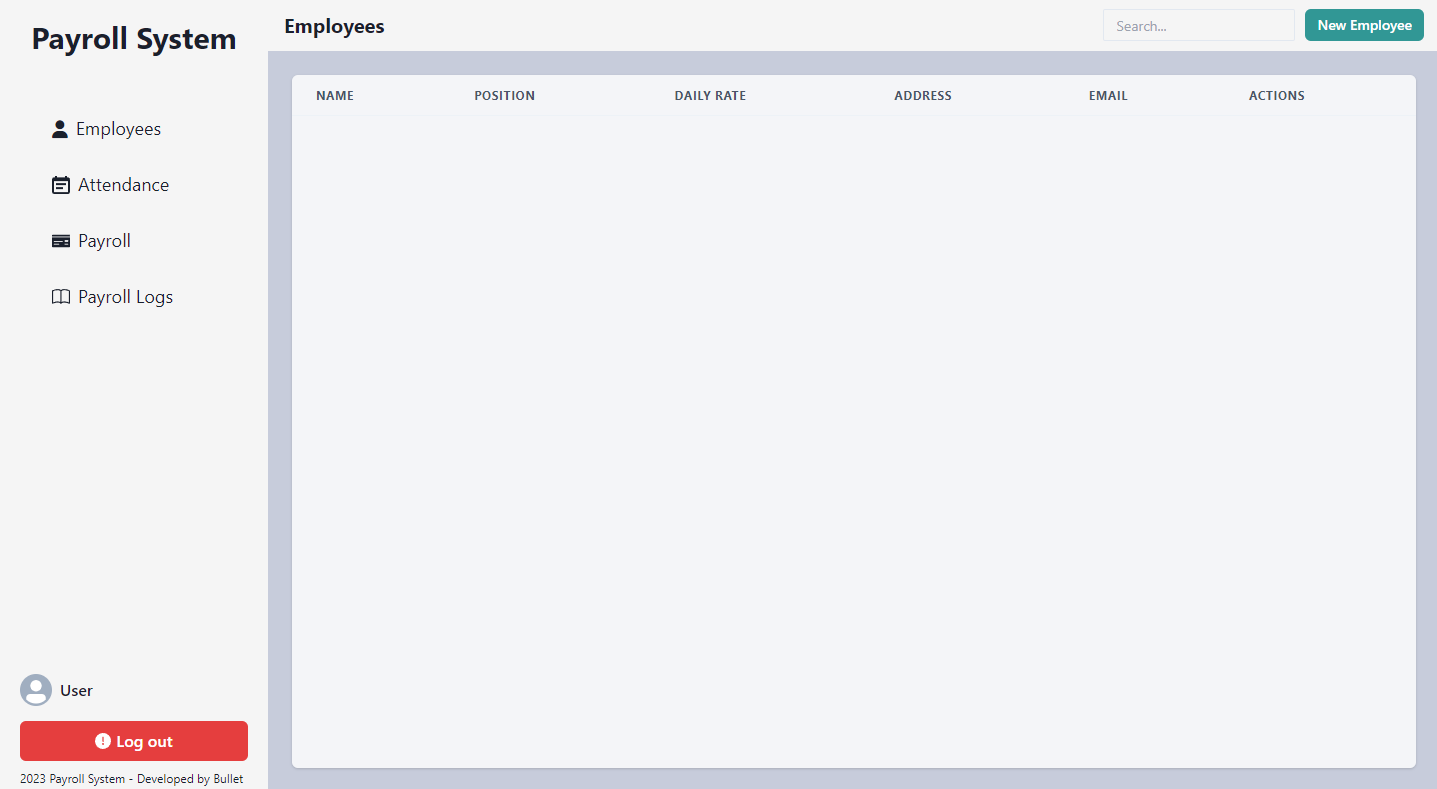 Payroll System
Employees
Attendance
Payroll
Payroll Logs
User
Log out
2023 Payroll System - Developed by Bullet
Employees
Search...
New Employee
NAME POSITION DAILY RATE ADDRESS EMAIL ACTIONS